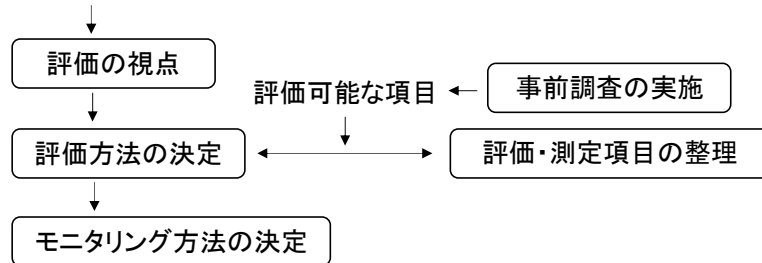 評価の視点
評価可能な項目
事前調査の実施
評価方法の決定
評価・測定項目の整理
モニタリング方法の決定